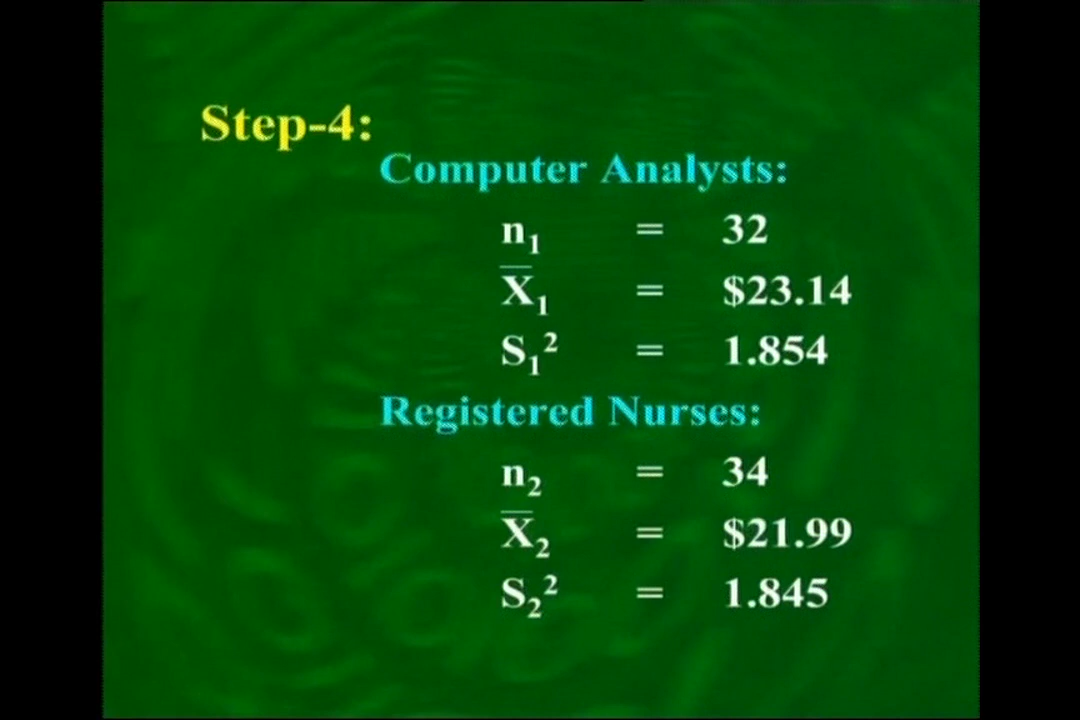 Step-4:
Computer Analysts:
n₁ = 32
X̅₁ = $23.14
S₁² = 1.854
Registered Nurses:
n₂ = 34
X̅₂ = $21.99
S₂² = 1.845